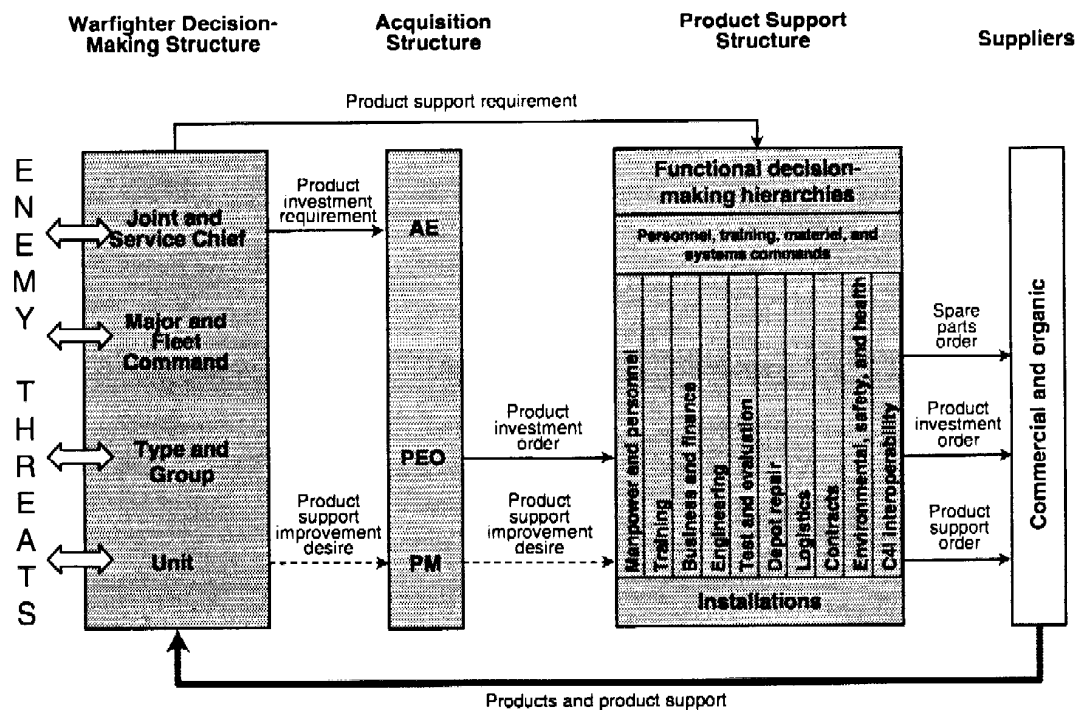 Warfighter Decision-
Making Structure
Acquisition
Structure
Product Support
Structure
Suppliers
Product support requirement
ENEMY THREATS
Joint and
Service Chief
Major and
Fleet
Command
Type and
Group
Unit
Product
investment
requirement
Product
support
improvement
desire
AE
PEO
PM
Product
investment
order
Product
support
improvement
desire
Functional decision-
making hierarchies
Personnel, training, materiel, and
systems commands
Manpower and personnel
Training
Business and finance
Engineering
Test and evaluation
Depot repair
Logistics
Contracts
Environmental, safety, and health
C4I interoperability
Installations
Spare
parts
order
Product
investment
order
Product
support
order
Commercial and organic
Products and product support